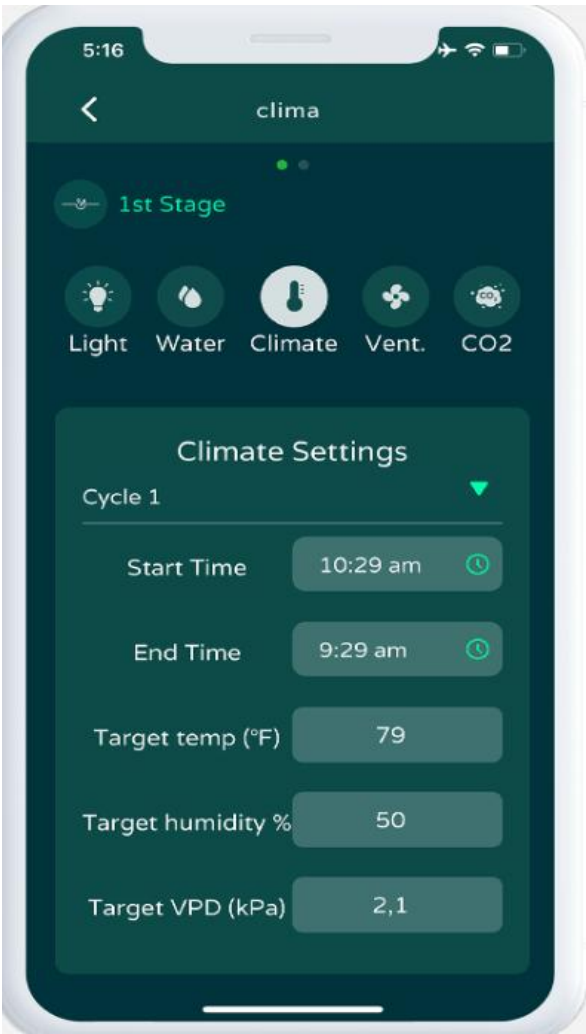 5:16
clima
1st Stage
Light Water Climate Vent. CO2
Climate Settings
Cycle 1
Start Time 10:29 am
End Time 9:29 am
Target temp (°F) 79
Target humidity % 50
Target VPD (kPa) 2,1